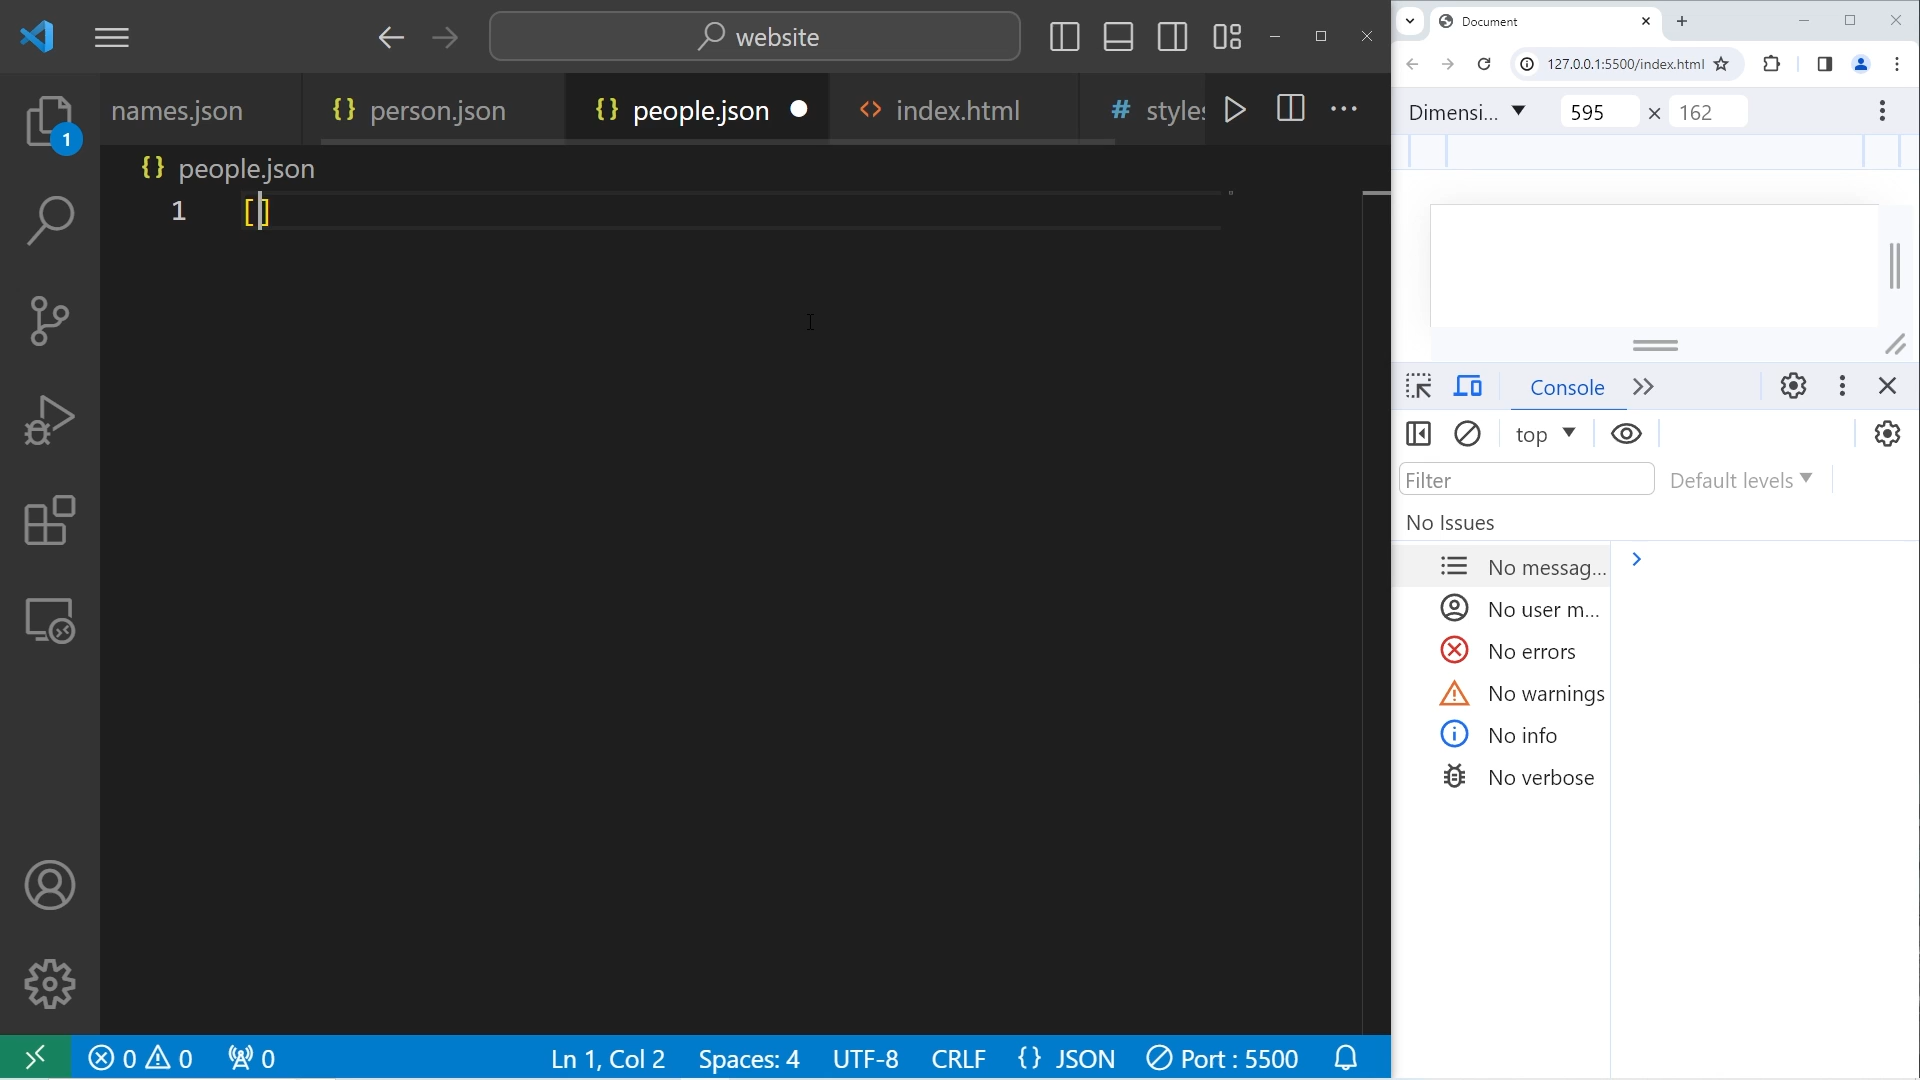 website
names.json
{} person.json
{} people.json
<> index.html
# styles
{} people.json
1 []
1
Ln 1, Col 2
Spaces: 4
UTF-8
CRLF
{} JSON
Port : 5500
0
0
0
Document
127.0.0.1:5500/index.html
Dimensi...
595 × 162
Console
top
Filter
Default levels
No Issues
No messag...
No user m...
No errors
No warnings
No info
No verbose